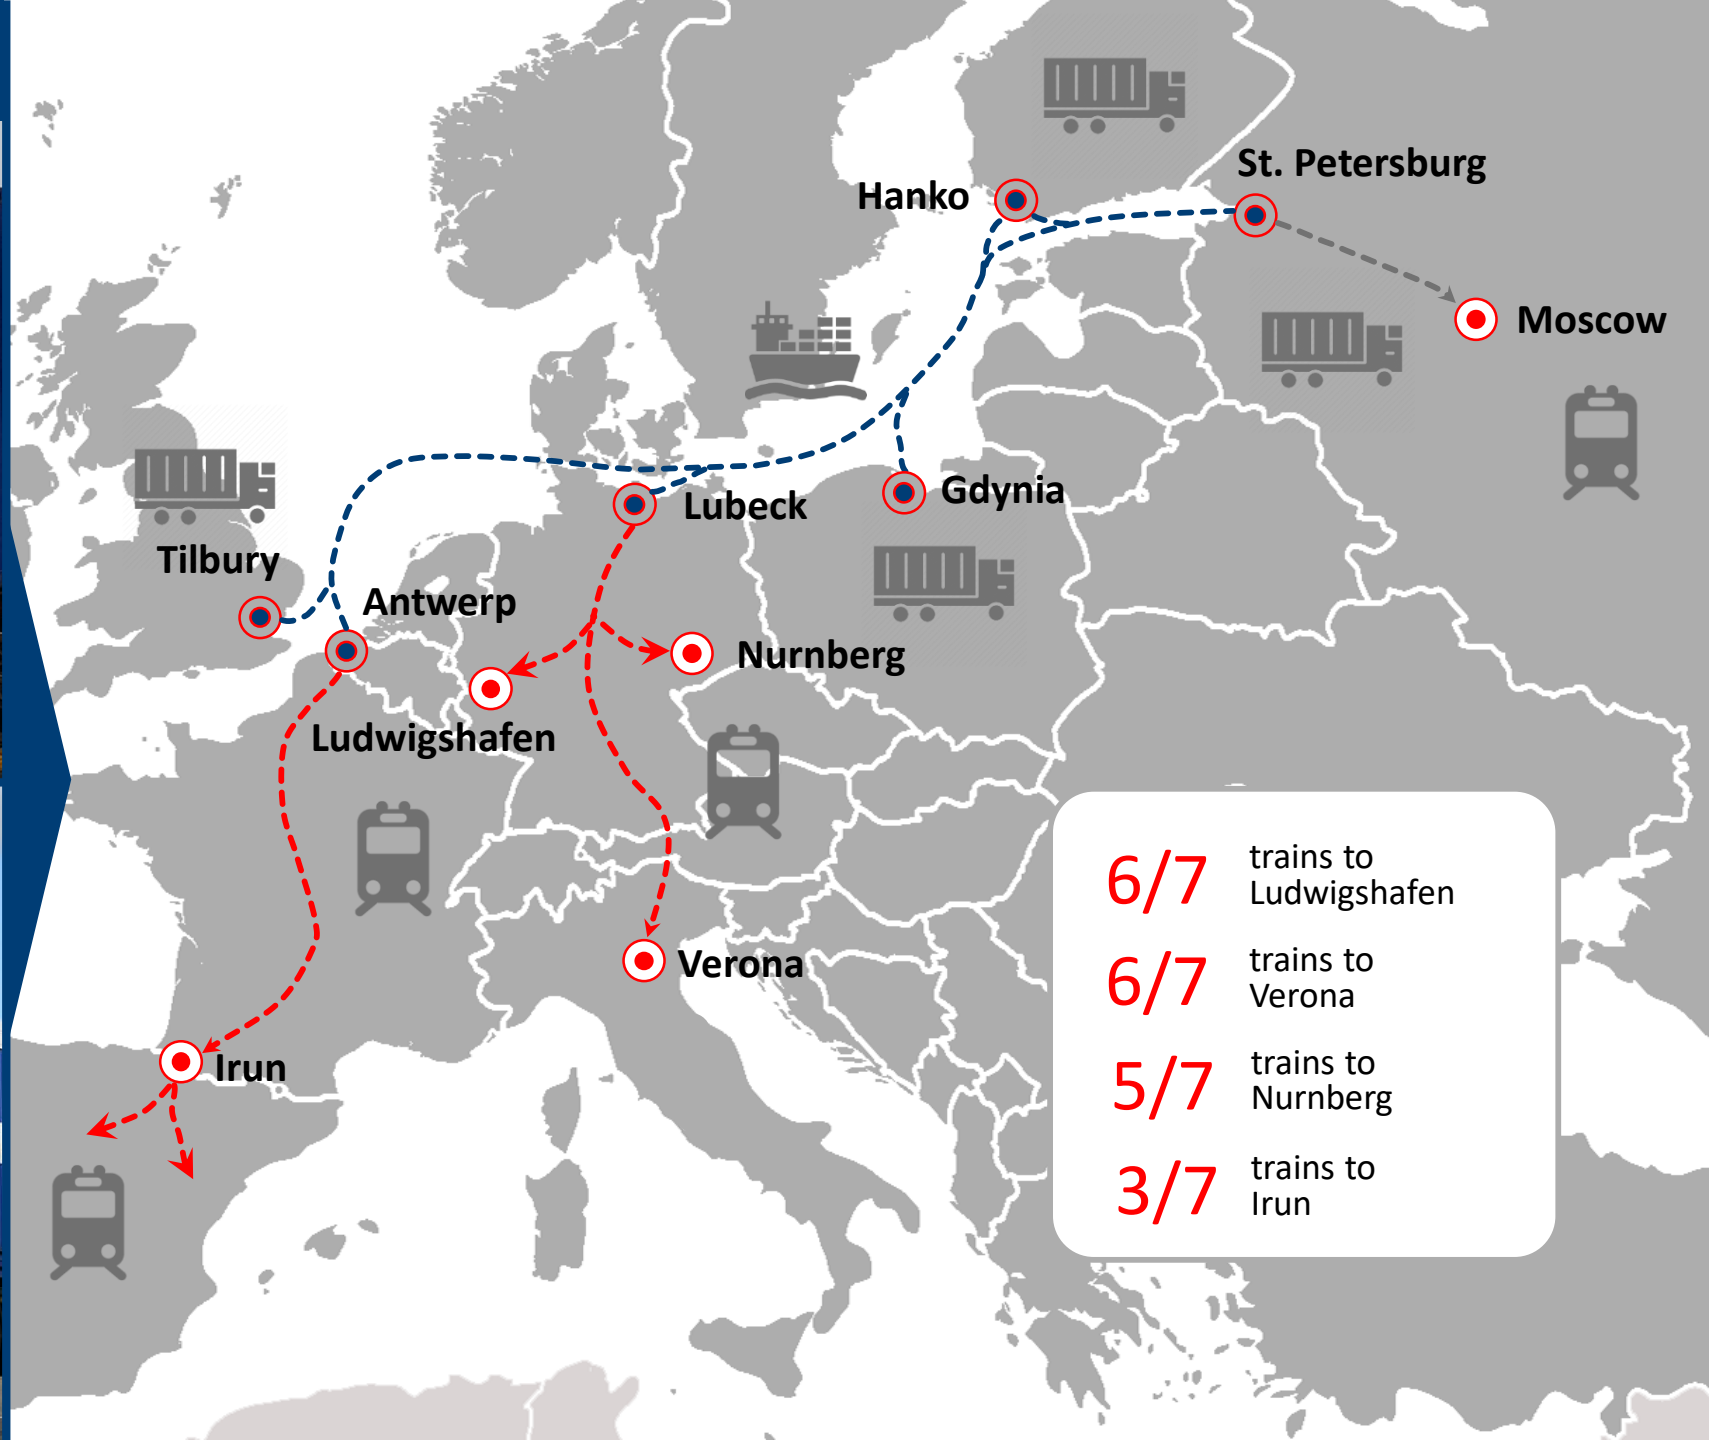 St. Petersburg
Hanko
Moscow
Gdynia
Lubeck
Tilbury
Antwerp
Nurnberg
Ludwigshafen
Verona
Irun
6/7 trains to
Ludwigshafen
6/7 trains to
Verona
5/7 trains to
Nurnberg
3/7 trains to
Irun